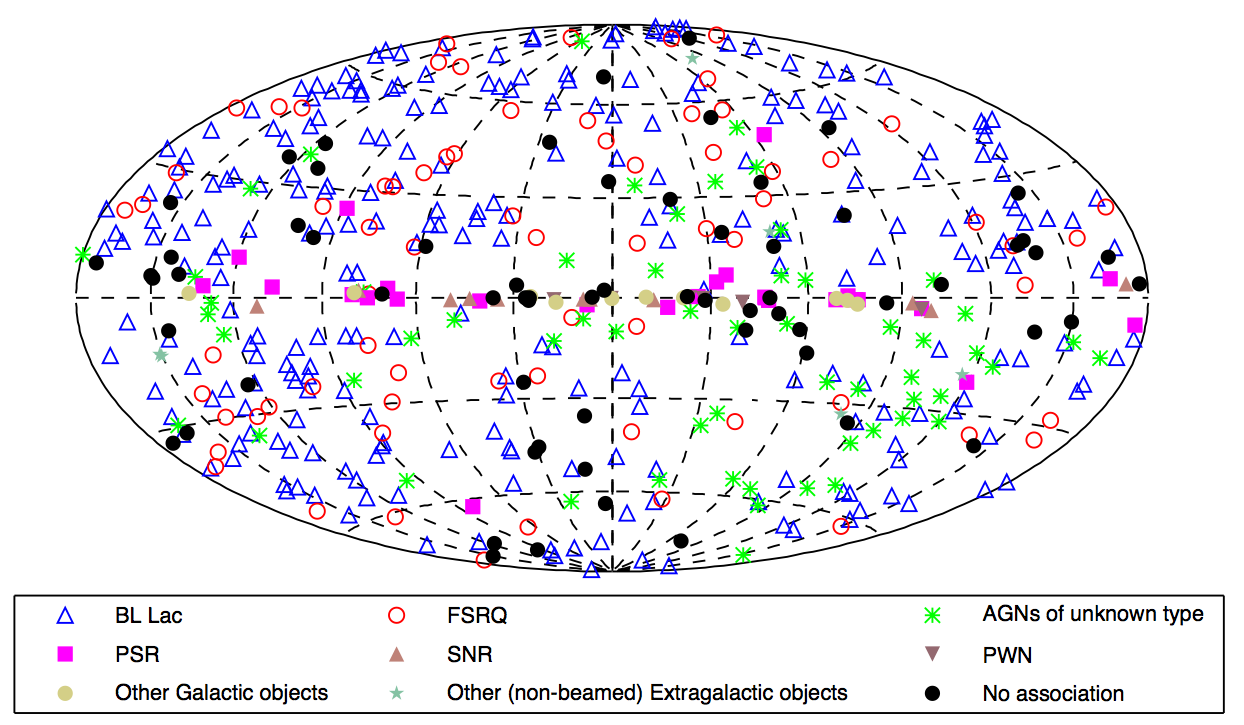 BL Lac FSRQ AGNs of unknown type
PSR SNR PWN
Other Galactic objects Other (non-beamed) Extragalactic objects No association